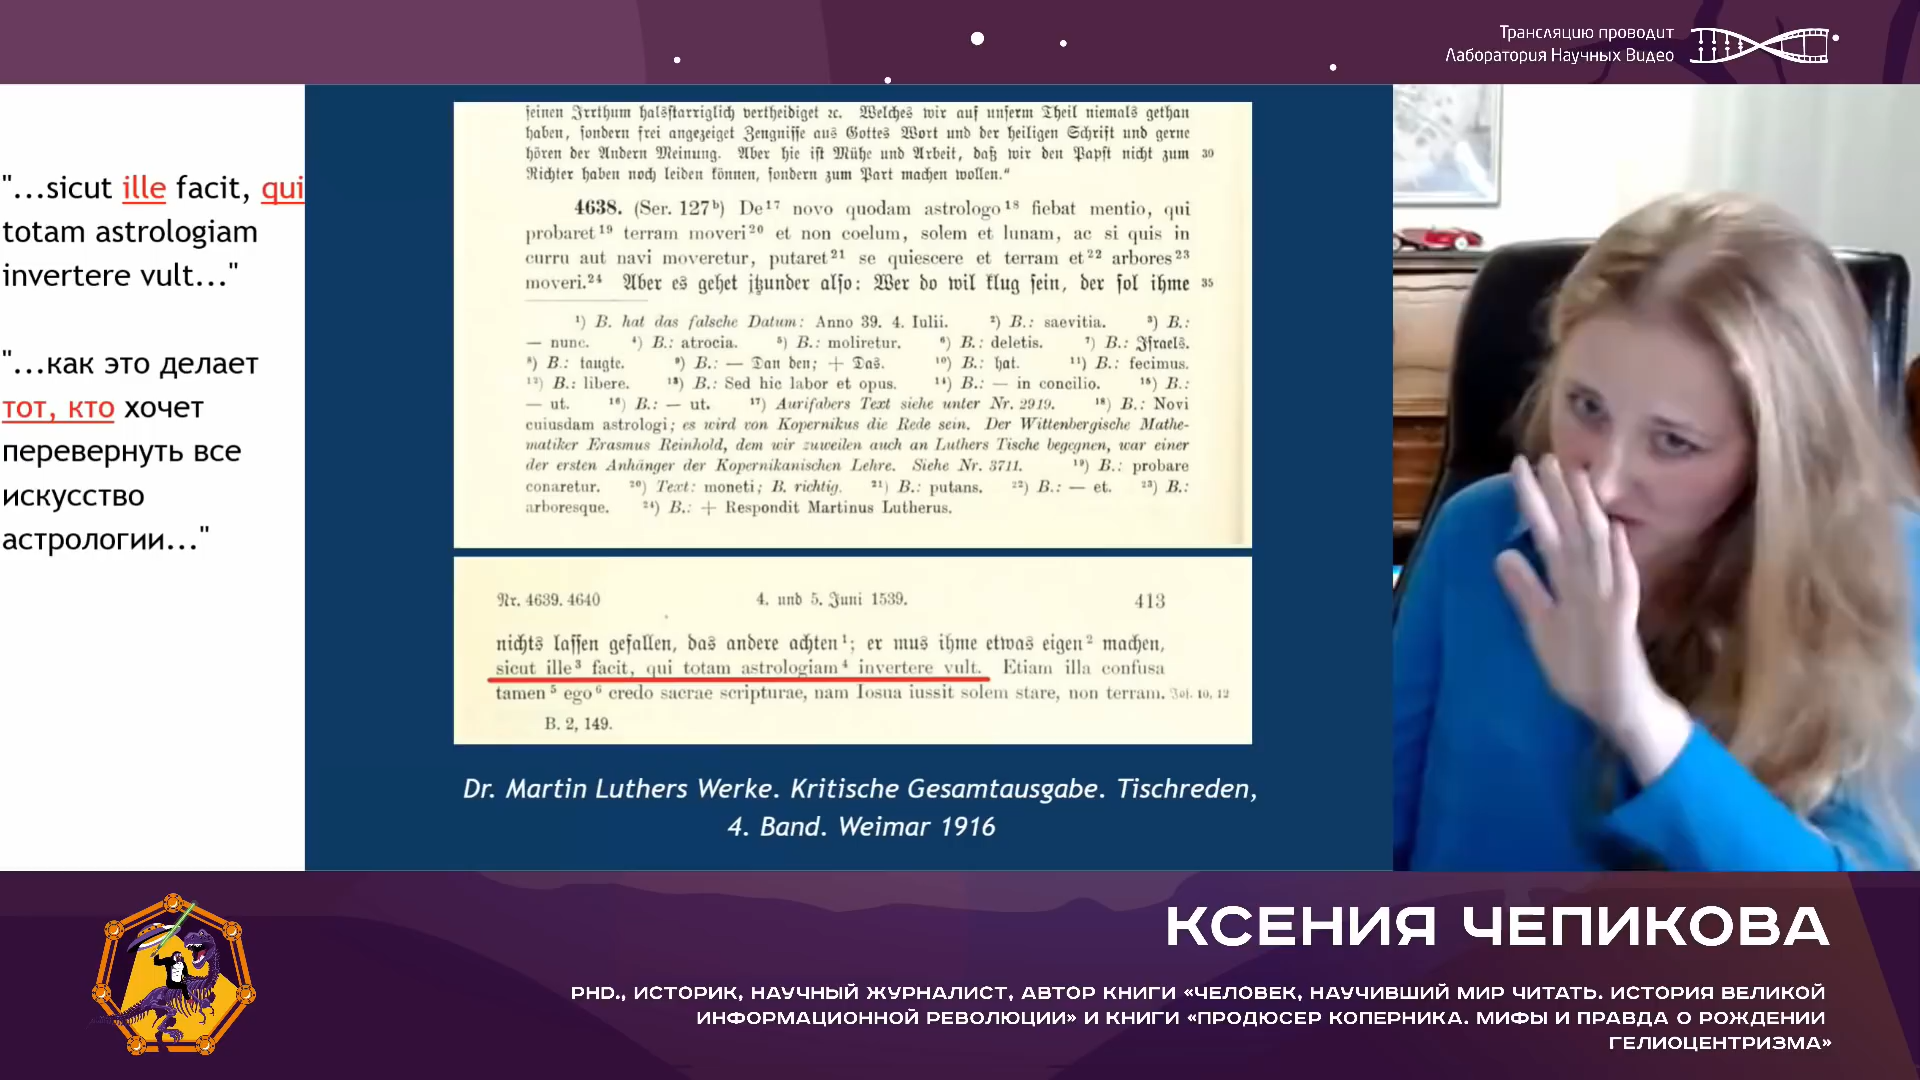 Трансляцию проводит
Лаборатория Научных Видео
"...sicut ille facit, qui
totam astrologiam
invertere vult..."
"...как это делает
тот, кто хочет
перевернуть все
искусство
астрологии..."
ſeinen Irrthum halsſtarriglich vertheidiget ꝛc. Welches wir auf unſerm Theil niemals gethan
haben, ſondern frei angezeiget Zeugniſſe aus Gottes Wort und der heiligen Schrift und gerne
hören der Andern Meinung. Aber hie iſt Mühe und Arbeit, daß wir den Papſt nicht zum 30
Richter haben noch leiden können, ſondern zum Part machen wollen."
4638. (Ser. 127ᵇ) De¹⁷ novo quodam astrologo¹⁸ fiebat mentio, qui
probaret¹⁹ terram moveri²⁰ et non coelum, solem et lunam, ac si quis in
curru aut navi moveretur, putaret²¹ se quiescere et terram et²² arbores²³
moveri.²⁴ Aber es gehet itzunder alſo: Wer do wil klug ſein, der ſol ihme 35
¹) B. hat das falsche Datum: Anno 39. 4. Iulii. ²) B.: saevitia. ³) B.:
— nunc. ⁴) B.: atrocia. ⁵) B.: moliretur. ⁶) B.: deletis. ⁷) B.: Iſraels.
⁸) B.: taugte. ⁹) B.: — Dan den; + Das. ¹⁰) B.: hat. ¹¹) B.: fecimus.
¹²) B.: libere. ¹³) B.: Sed hic labor et opus. ¹⁴) B.: — in concilio. ¹⁵) B.:
— ut. ¹⁶) B.: — ut. ¹⁷) Aurifabers Text siehe unter Nr. 2919. ¹⁸) B.: Novi
cuiusdam astrologi; es wird von Kopernikus die Rede sein. Der Wittenbergische Mathe-
matiker Erasmus Reinhold, dem wir zuweilen auch an Luthers Tische begegnen, war einer
der ersten Anhänger der Kopernikanischen Lehre. Siehe Nr. 3711. ¹⁹) B.: probare
conaretur. ²⁰) Text: moneti; B. richtig. ²¹) B.: putans. ²²) B.: — et. ²³) B.:
arboresque. ²⁴) B.: + Respondit Martinus Lutherus.
Nr. 4639. 4640 4. und 5. Juni 1539. 413
nichts laſſen gefallen, das andere achten¹; er mus ihme etwas eigen² machen,
sicut ille³ facit, qui totam astrologiam⁴ invertere vult. Etiam illa confusa
tamen⁵ ego⁶ credo sacrae scripturae, nam Iosua iussit solem stare, non terram. Joſ. 10, 12
B. 2, 149.
Dr. Martin Luthers Werke. Kritische Gesamtausgabe. Tischreden,
4. Band. Weimar 1916
КСЕНИЯ ЧЕПИКОВА
PHD., ИСТОРИК, НАУЧНЫЙ ЖУРНАЛИСТ, АВТОР КНИГИ «ЧЕЛОВЕК, НАУЧИВШИЙ МИР ЧИТАТЬ. ИСТОРИЯ ВЕЛИКОЙ
ИНФОРМАЦИОННОЙ РЕВОЛЮЦИИ» И КНИГИ «ПРОДЮСЕР КОПЕРНИКА. МИФЫ И ПРАВДА О РОЖДЕНИИ
ГЕЛИОЦЕНТРИЗМА»